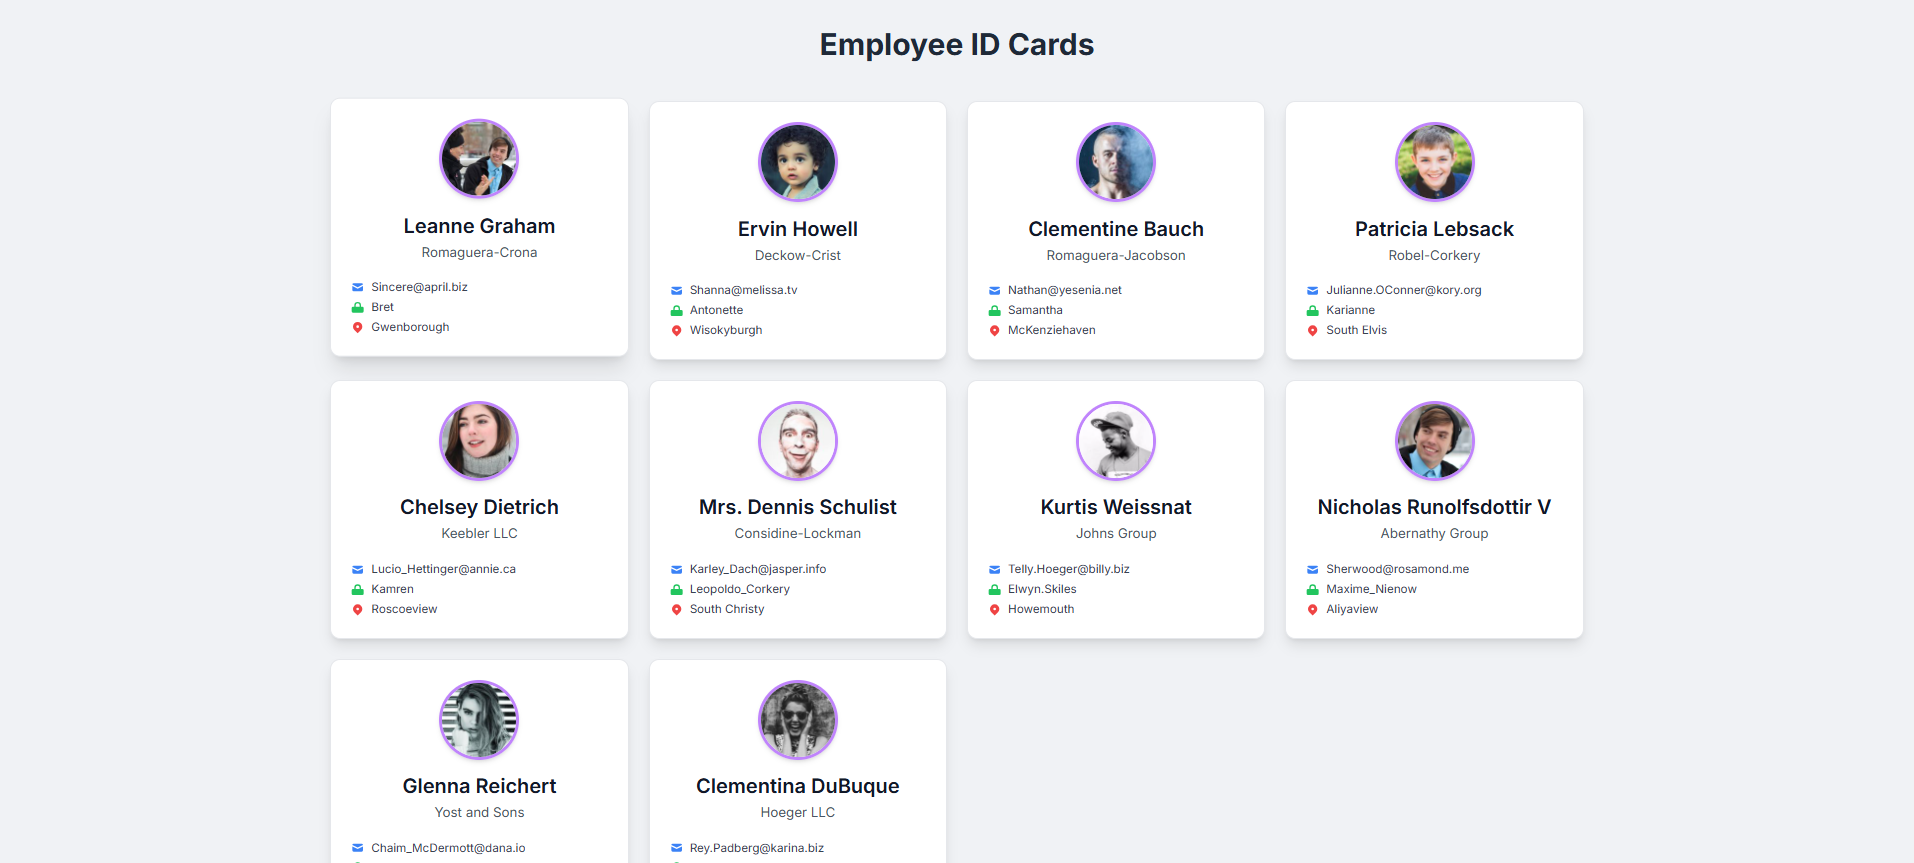 Employee ID Cards
Leanne Graham
Romaguera-Crona
Sincere@april.biz
Bret
Gwenborough
Ervin Howell
Deckow-Crist
Shanna@melissa.tv
Antonette
Wisokyburgh
Clementine Bauch
Romaguera-Jacobson
Nathan@yesenia.net
Samantha
McKenziehaven
Patricia Lebsack
Robel-Corkery
Julianne.OConner@kory.org
Karianne
South Elvis
Chelsey Dietrich
Keebler LLC
Lucio_Hettinger@annie.ca
Kamren
Roscoeview
Mrs. Dennis Schulist
Considine-Lockman
Karley_Dach@jasper.info
Leopoldo_Corkery
South Christy
Kurtis Weissnat
Johns Group
Telly.Hoeger@billy.biz
Elwyn.Skiles
Howemouth
Nicholas Runolfsdottir V
Abernathy Group
Sherwood@rosamond.me
Maxime_Nienow
Aliyaview
Glenna Reichert
Yost and Sons
Chaim_McDermott@dana.io
Clementina DuBuque
Hoeger LLC
Rey.Padberg@karina.biz